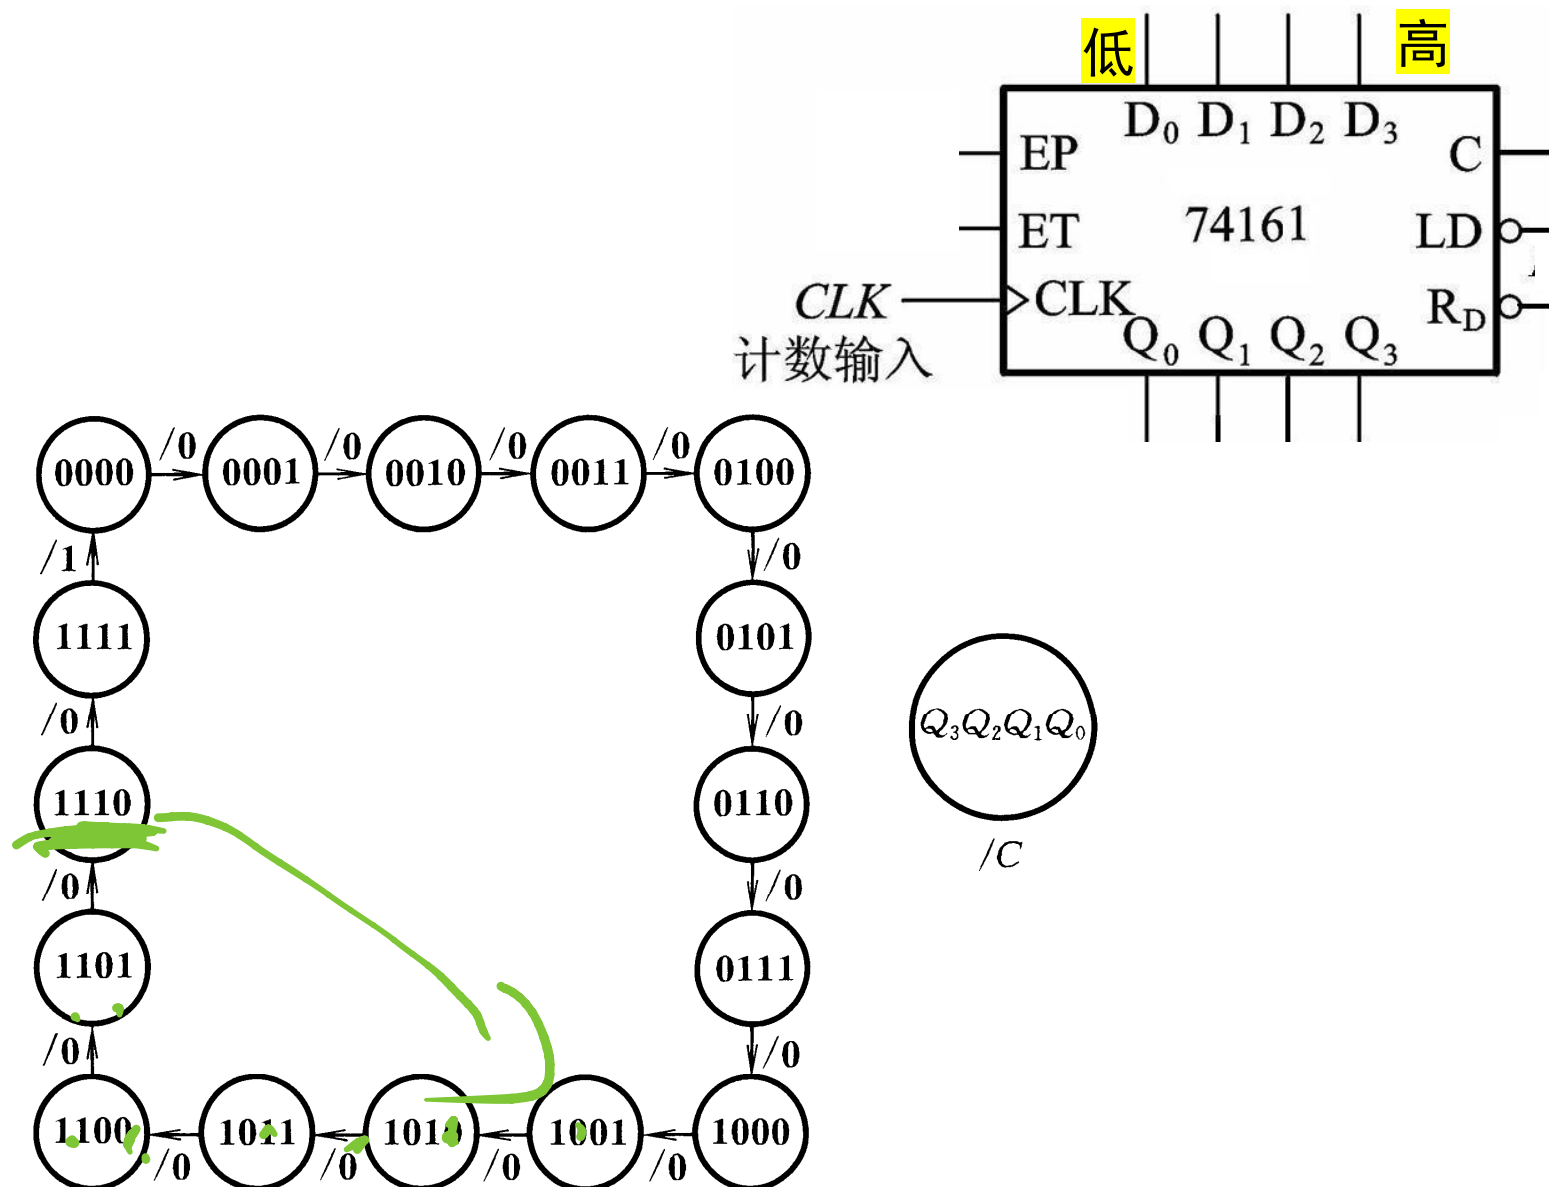 低 高
D₀ D₁ D₂ D₃
EP C
74161
ET LD
CLK CLK R_D
计数输入 Q₀ Q₁ Q₂ Q₃
0000 /0 0001 /0 0010 /0 0011 /0 0100
/1 /0
1111 0101
/0 /0
Q₃Q₂Q₁Q₀
1110 0110
/C
/0 /0
1101 0111
/0 /0
1100 /0 1011 /0 1010 /0 1001 /0 1000